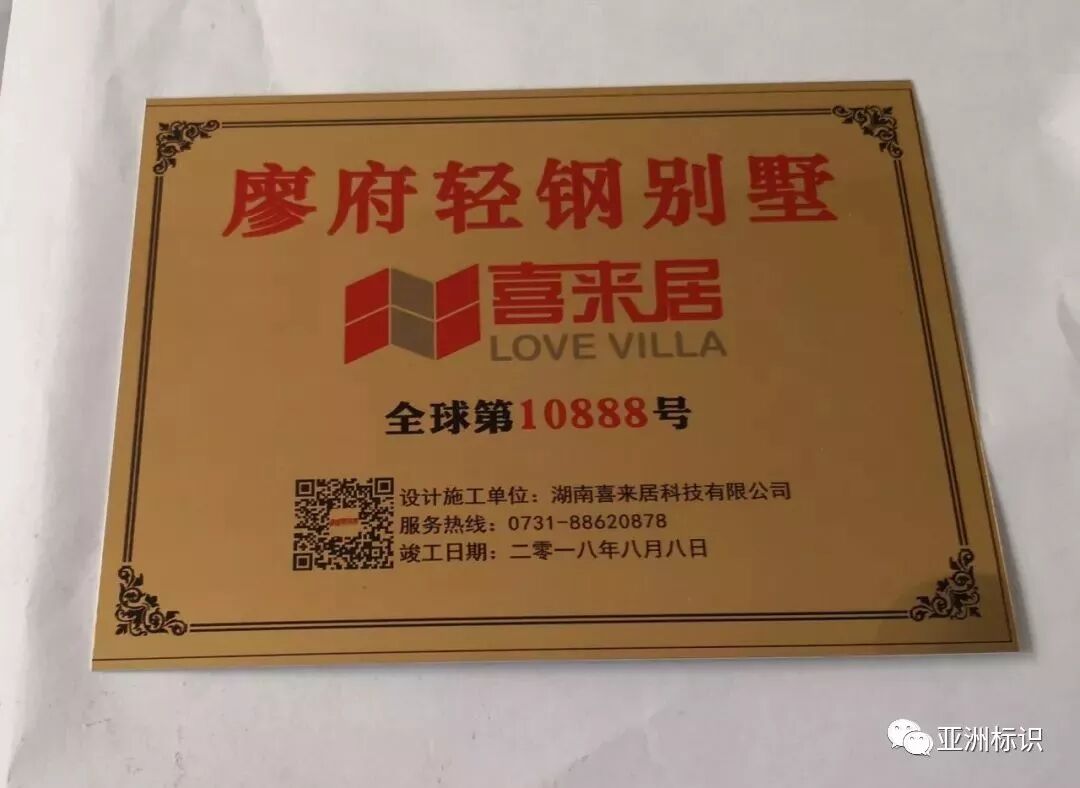 廖府轻钢别墅
喜来居
LOVE VILLA
全球第10888号
设计施工单位：湖南喜来居科技有限公司
服务热线：0731-88620878
竣工日期：二零一八年八月八日
亚洲标识